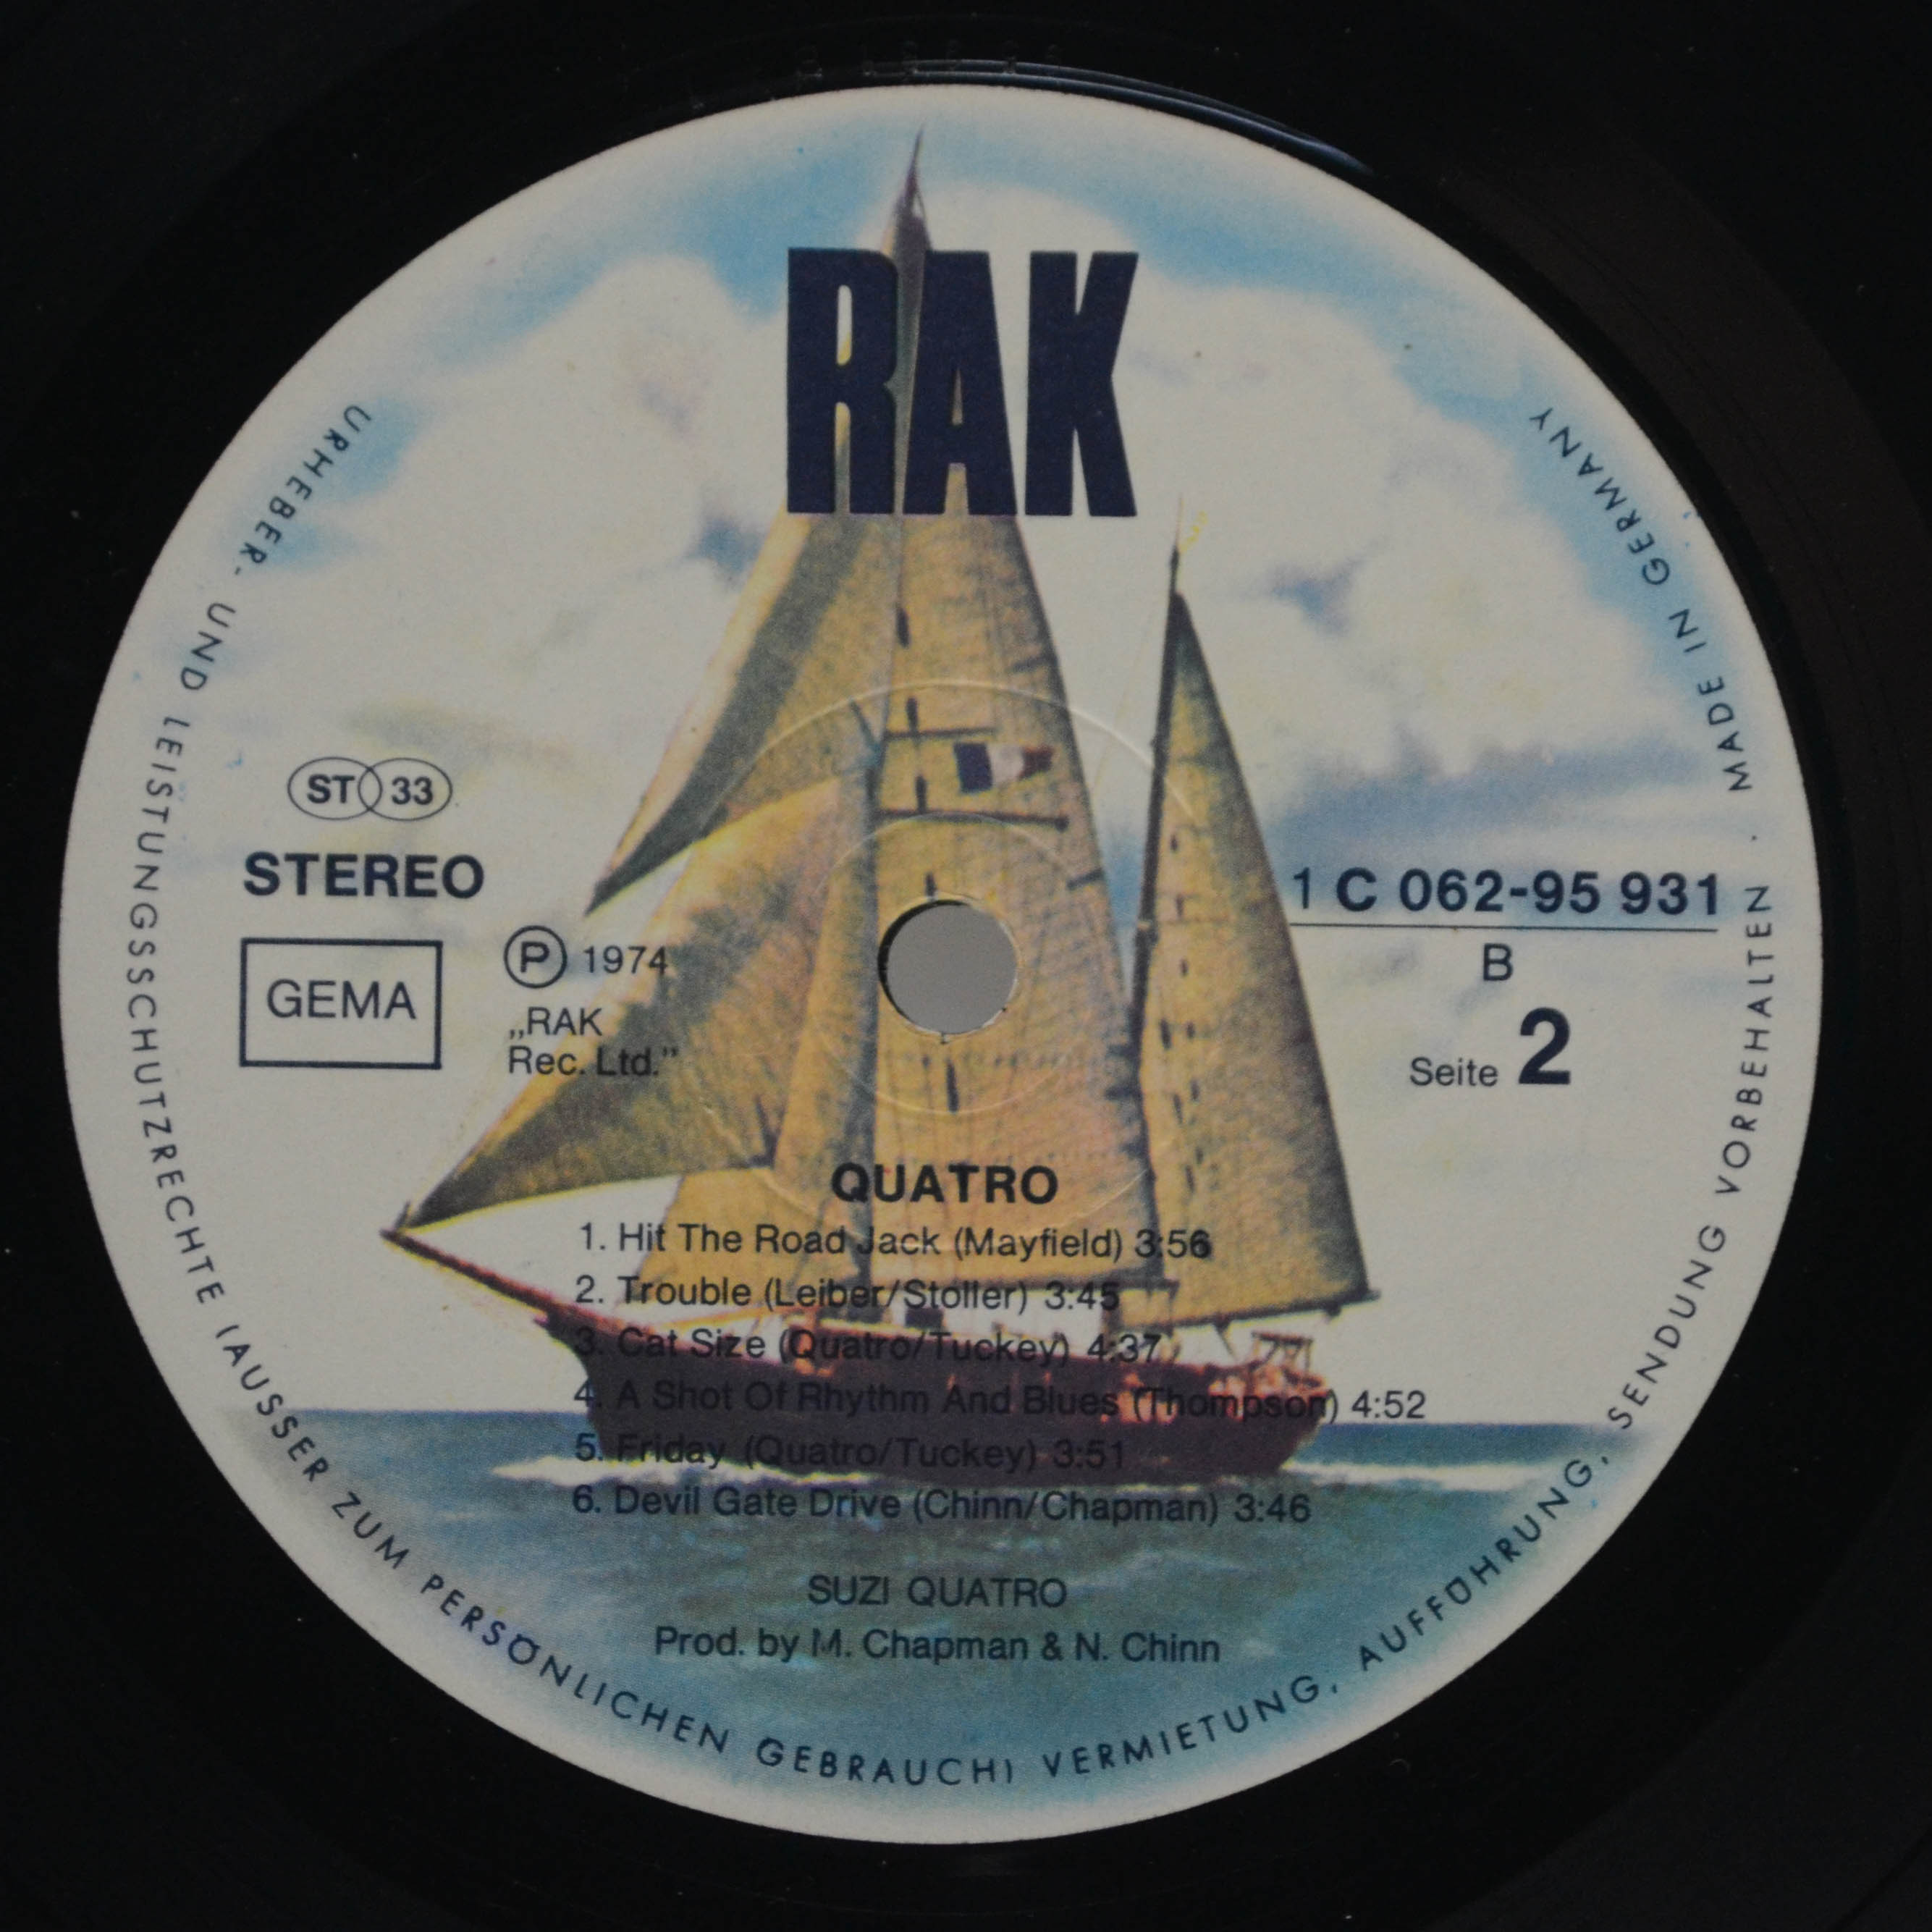 RAK
ST 33
STEREO
GEMA
Ⓟ 1974
„RAK
Rec. Ltd.”
1 C 062-95 931
B
Seite 2
QUATRO
1. Hit The Road Jack (Mayfield) 3:56
2. Trouble (Leiber/Stoller) 3:45
3. Cat Size (Quatro/Tuckey) 4:37
4. A Shot Of Rhythm And Blues (Thompson) 4:52
5. Friday (Quatro/Tuckey) 3:51
6. Devil Gate Drive (Chinn/Chapman) 3:46
SUZI QUATRO
Prod. by M. Chapman & N. Chinn
URHEBER- UND LEISTUNGSSCHUTZRECHTE (AUSSER ZUM PERSÖNLICHEN GEBRAUCH) VERMIETUNG, AUFFÜHRUNG, SENDUNG VORBEHALTEN · MADE IN GERMANY